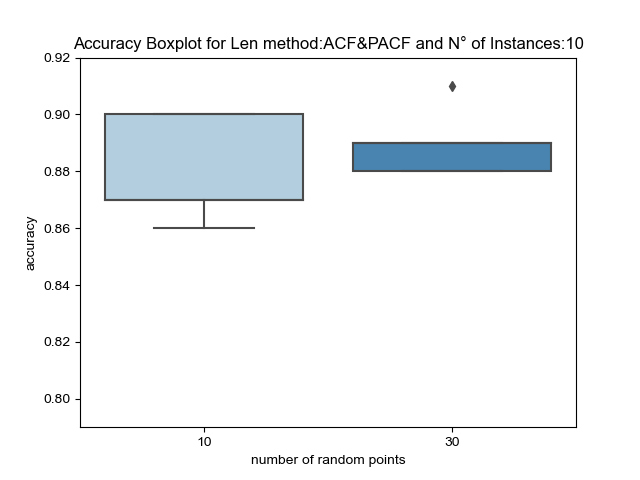 Accuracy Boxplot for Len method:ACF&PACF and N° of Instances:10
0.92
0.90
0.88
0.86
0.84
0.82
0.80
accuracy
10 30
number of random points